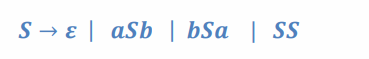 S → ε | aSb | bSa | SS